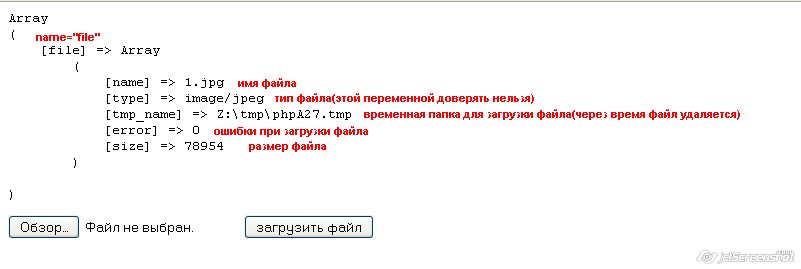 Array
( name="file"
[file] => Array
(
[name] => 1.jpg имя файла
[type] => image/jpeg тип файла(этой переменной доверять нельзя)
[tmp_name] => Z:\tmp\phpA27.tmp временная папка для загрузки файла(через время файл удаляется)
[error] => 0 ошибки при загрузки файла
[size] => 78954 размер файла
)
)
Обзор... Файл не выбран. загрузить файл
jetScreenshot